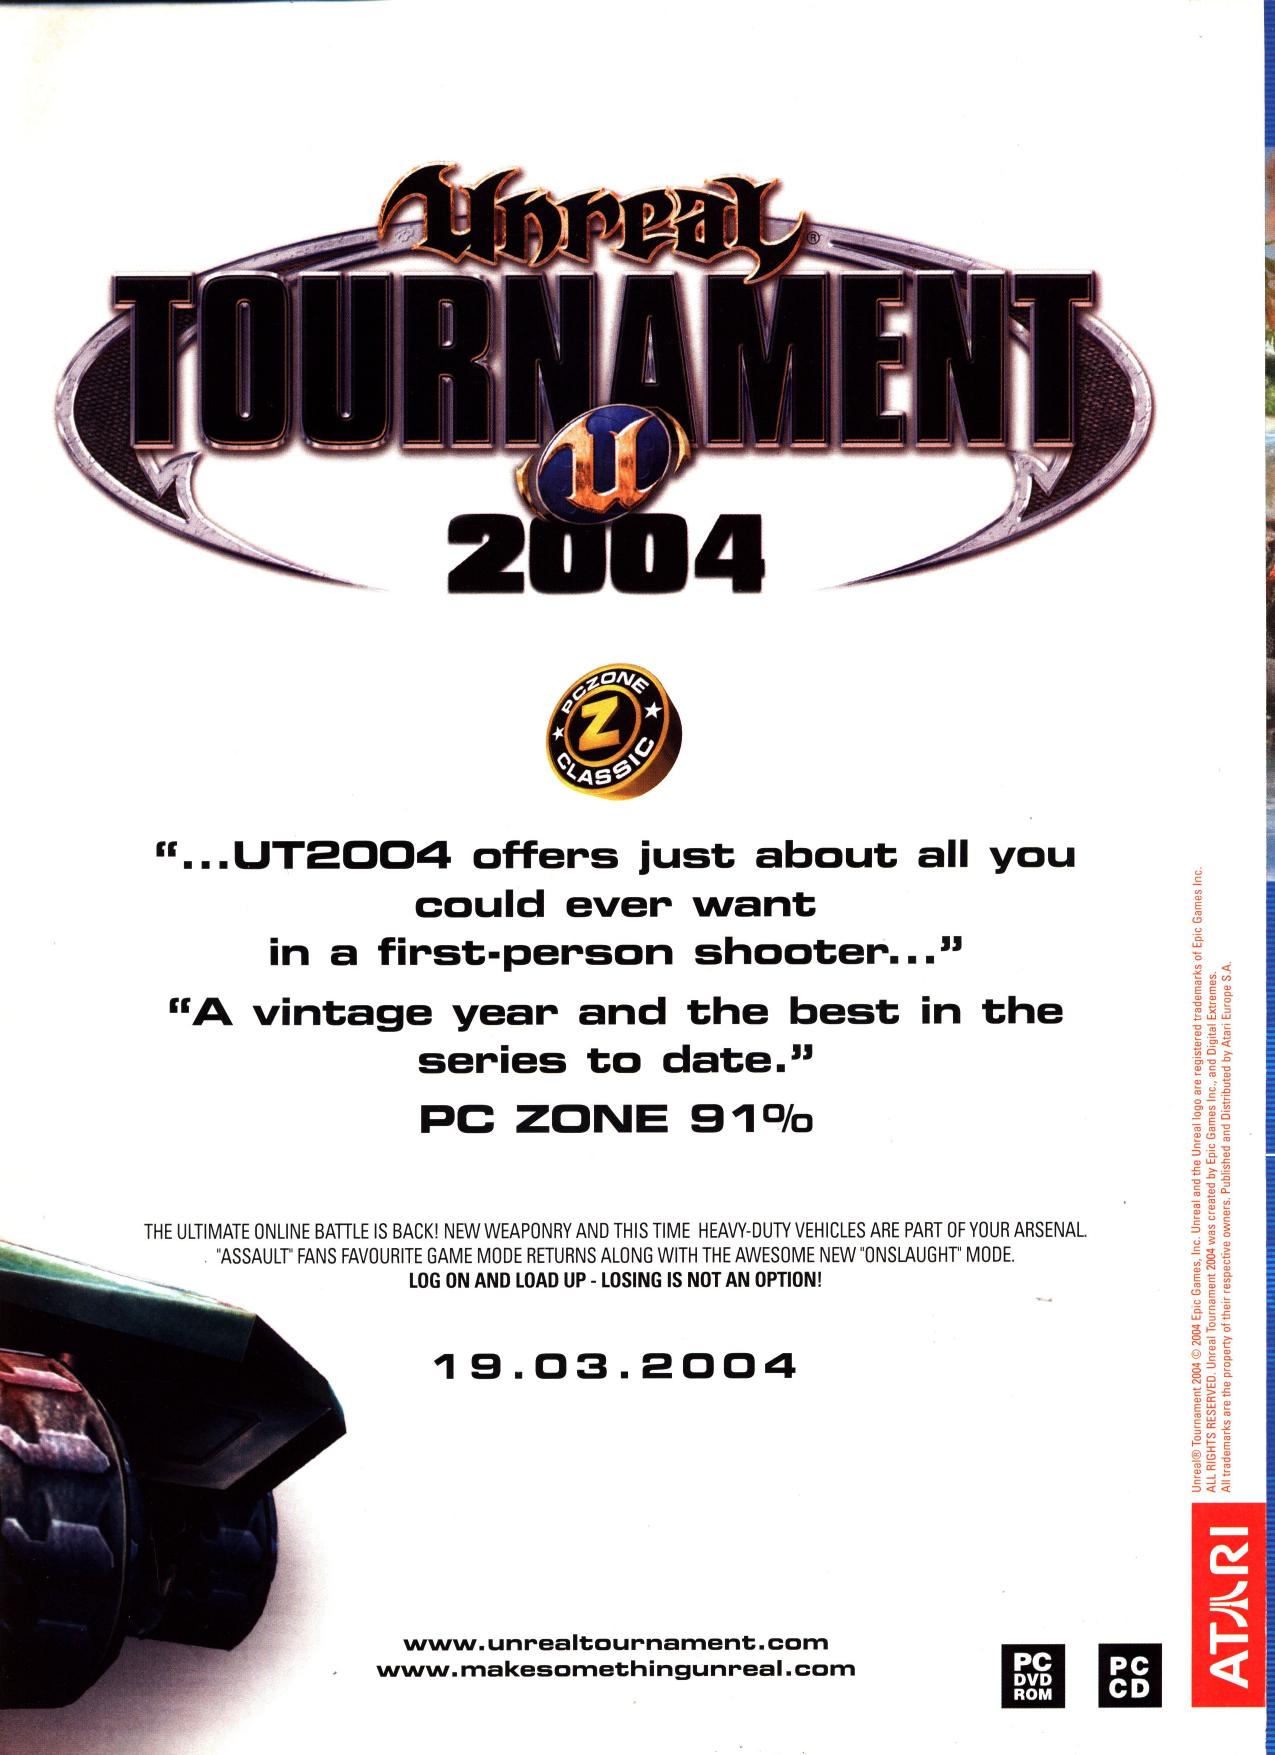 Unreal®
TOURNAMENT
U
2004
PCZONE
Z
CLASSIC
“...UT2004 offers just about all you
could ever want
in a first-person shooter...”
“A vintage year and the best in the
series to date.”
PC ZONE 91%
THE ULTIMATE ONLINE BATTLE IS BACK! NEW WEAPONRY AND THIS TIME HEAVY-DUTY VEHICLES ARE PART OF YOUR ARSENAL.
"ASSAULT" FANS FAVOURITE GAME MODE RETURNS ALONG WITH THE AWESOME NEW "ONSLAUGHT" MODE.
LOG ON AND LOAD UP - LOSING IS NOT AN OPTION!
19.03.2004
www.unrealtournament.com
www.makesomethingunreal.com
PC
DVD
ROM
PC
CD
Unreal® Tournament 2004 © 2004 Epic Games, Inc. Unreal and the Unreal logo are registered trademarks of Epic Games Inc.
ALL RIGHTS RESERVED. Unreal Tournament 2004 was created by Epic Games Inc., and Digital Extremes.
All trademarks are the property of their respective owners. Published and Distributed by Atari Europe S.A.
ATARI